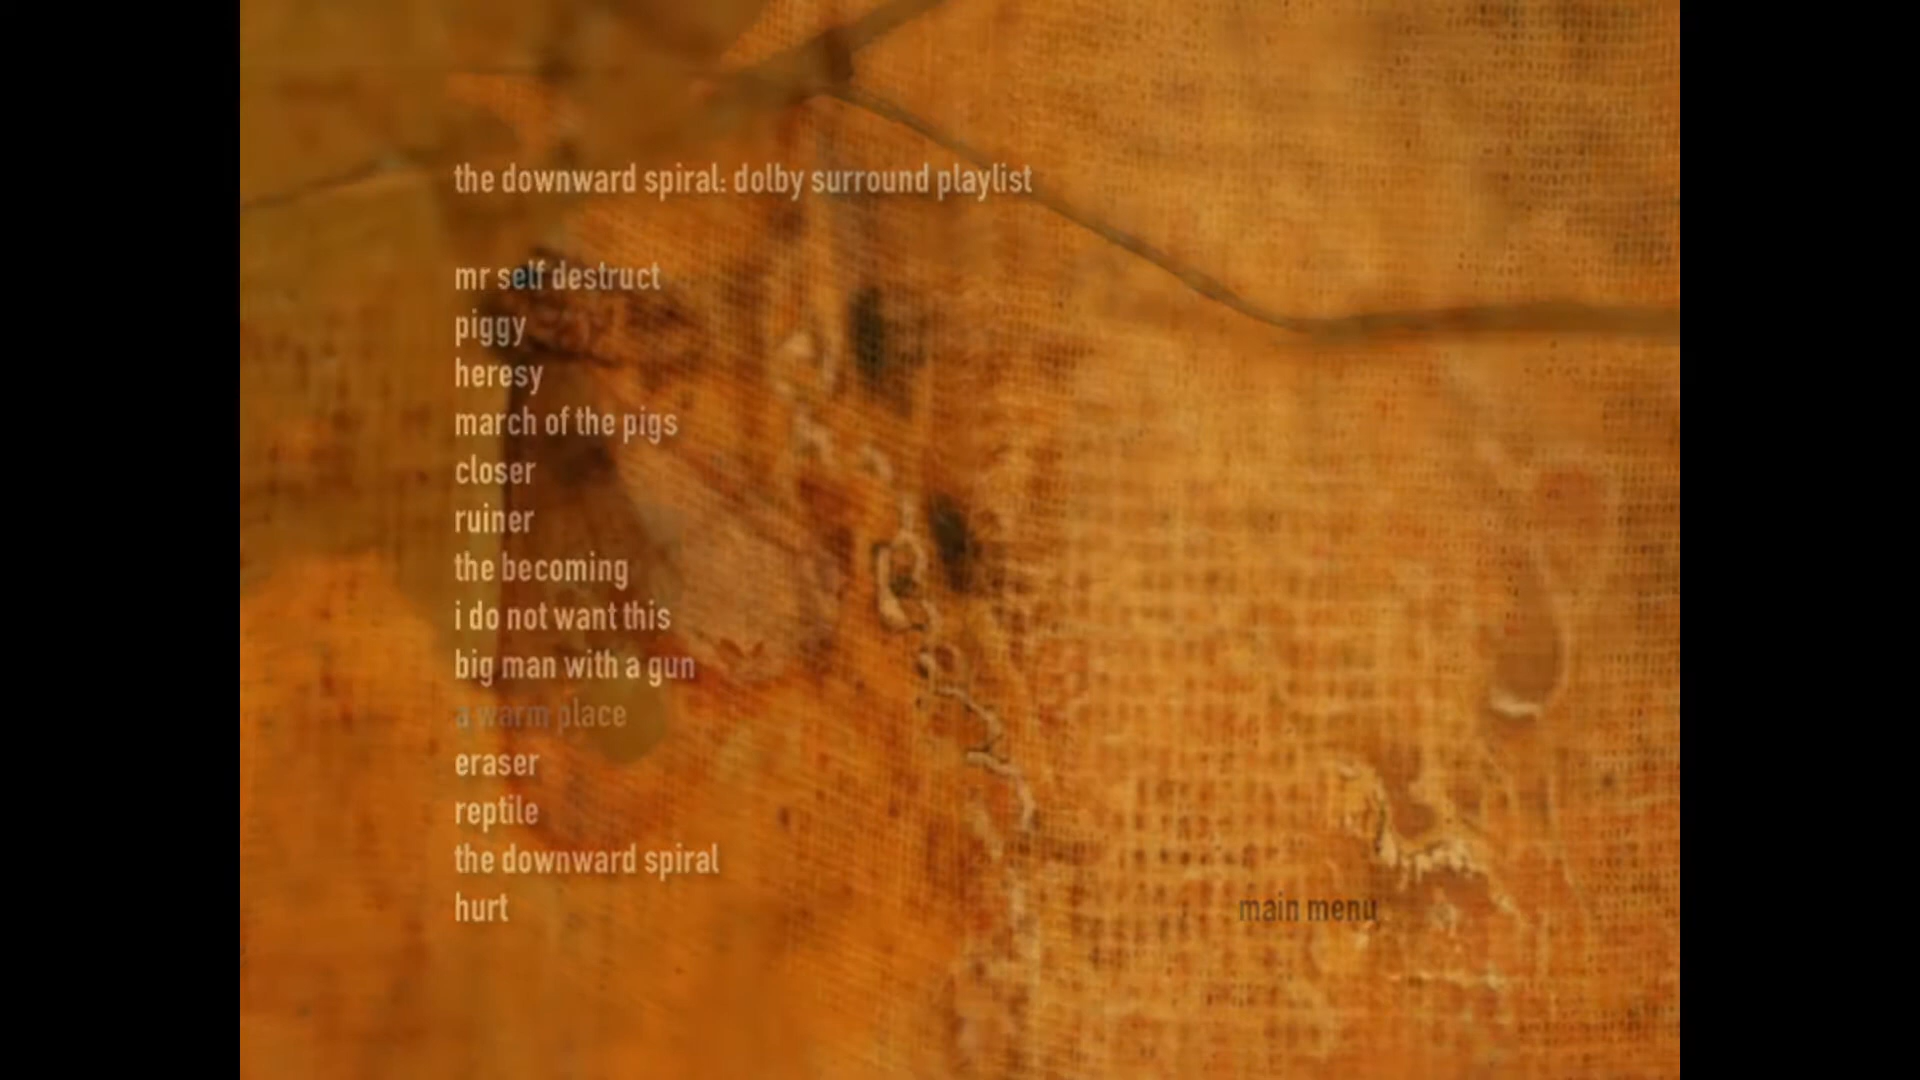 the downward spiral: dolby surround playlist
mr self destruct
piggy
heresy
march of the pigs
closer
ruiner
the becoming
i do not want this
big man with a gun
a warm place
eraser
reptile
the downward spiral
hurt
main menu